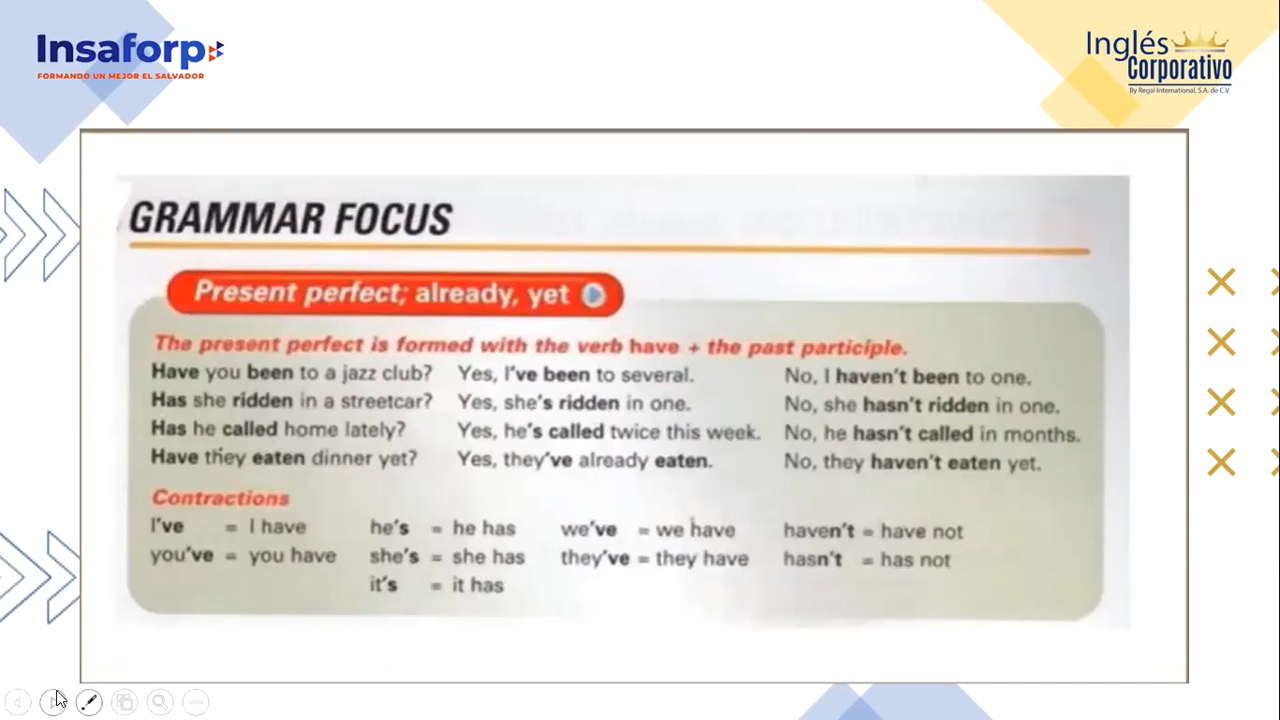 Insaforp
FORMANDO UN MEJOR EL SALVADOR
Inglés
Corporativo
By Regal International, S.A. de C.V.
GRAMMAR FOCUS
Present perfect; already, yet
The present perfect is formed with the verb have + the past participle.
Have you been to a jazz club? Yes, I've been to several. No, I haven't been to one.
Has she ridden in a streetcar? Yes, she's ridden in one. No, she hasn't ridden in one.
Has he called home lately? Yes, he's called twice this week. No, he hasn't called in months.
Have they eaten dinner yet? Yes, they've already eaten. No, they haven't eaten yet.
Contractions
I've = I have he's = he has we've = we have haven't = have not
you've = you have she's = she has they've = they have hasn't = has not
it's = it has